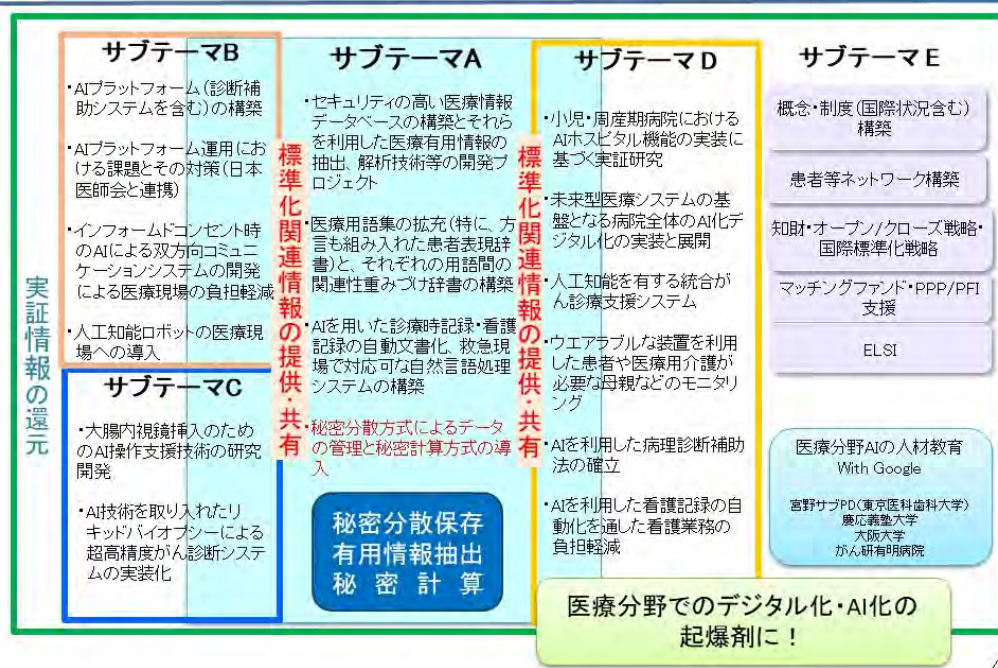 実証情報の還元
サブテーマB
・AIプラットフォーム(診断補
助システムを含む)の構築
・AIプラットフォーム運用にお
ける課題とその対策(日本
医師会と連携)
・インフォームドコンセント時
のAIによる双方向コミュニ
ケーションシステムの開発
による医療現場の負担軽減
・人工知能ロボットの医療現
場への導入
サブテーマC
・大腸内視鏡挿入のため
のAI操作支援技術の研究
開発
・AI技術を取り入れたリ
キッドバイオプシーによる
超高精度がん診断システ
ムの実装化
標準化関連情報の提供・共有
サブテーマA
・セキュリティの高い医療情報
データベースの構築とそれら
を利用した医療有用情報の
抽出、解析技術等の開発プ
ロジェクト
・医療用語集の拡充(特に、方
言も組み入れた患者表現辞
書)と、それぞれの用語間の
関連性重みづけ辞書の構築
・AIを用いた診療時記録・看護
記録の自動文書化、救急現
場で対応可な自然言語処理
システムの構築
・秘密分散方式によるデータ
の管理と秘密計算方式の導
入
秘密分散保存
有用情報抽出
秘密計算
標準化関連情報の提供・共有
サブテーマD
・小児・周産期病院における
AIホスピタル機能の実装に
基づく実証研究
・未来型医療システムの基
盤となる病院全体のAI化デ
ジタル化の実装と展開
・人工知能を有する統合が
ん診療支援システム
・ウエアラブルな装置を利用
した患者や医療用介護が
必要な母親などのモニタリ
ング
・AIを利用した病理診断補助
法の確立
・AIを利用した看護記録の自
動化を通した看護業務の
負担軽減
サブテーマE
概念・制度(国際状況含む)
構築
患者等ネットワーク構築
知財・オープン/クローズ戦略・
国際標準化戦略
マッチングファンド・PPP/PFI
支援
ELSI
医療分野AIの人材教育
With Google
宮野サブPD(東京医科歯科大学)
慶応義塾大学
大阪大学
がん研有明病院
医療分野でのデジタル化・AI化の
起爆剤に!